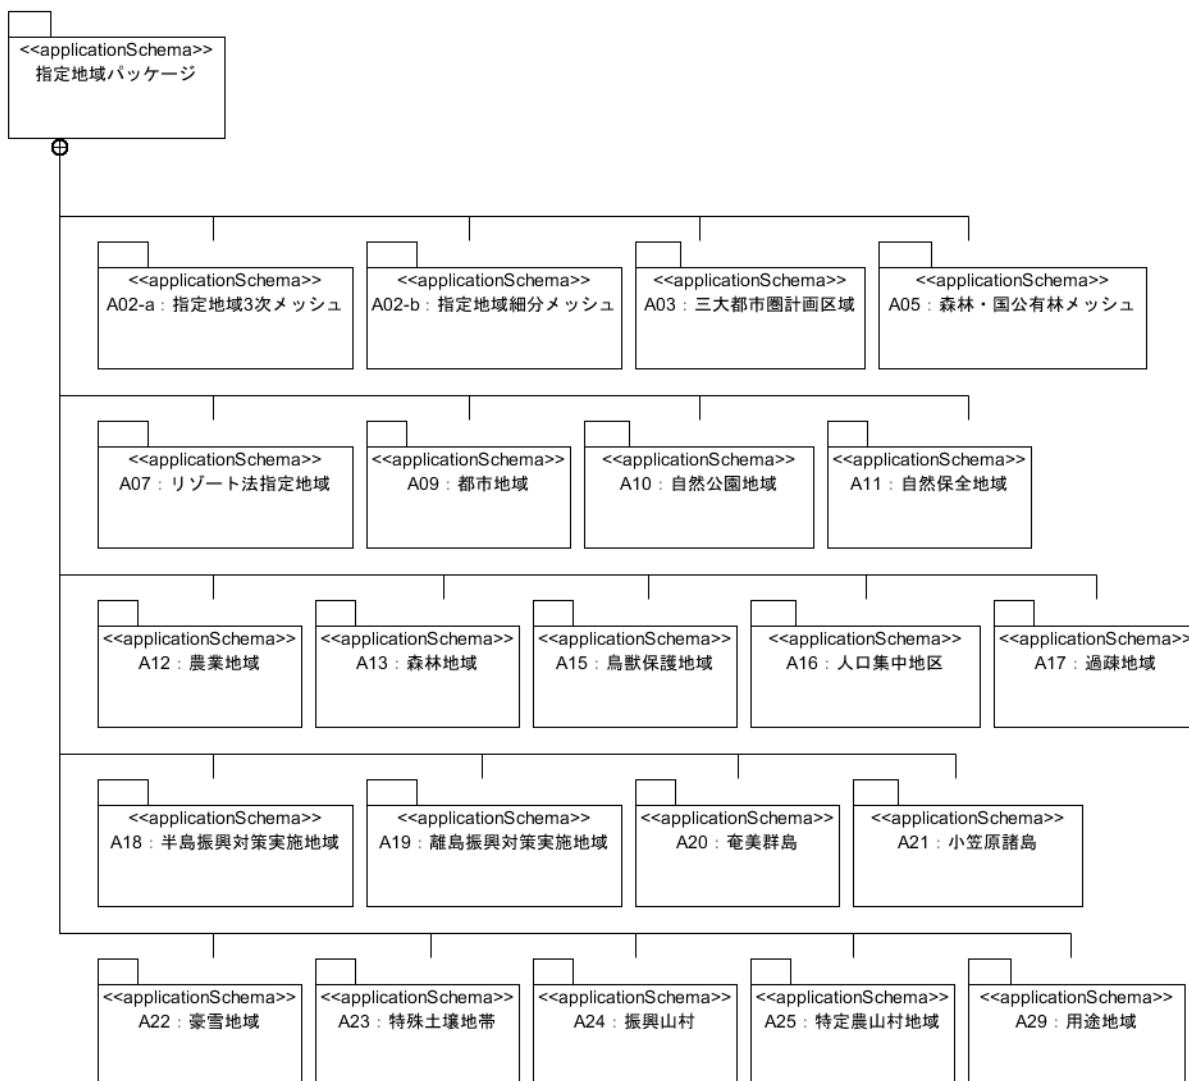 <<applicationSchema>>
指定地域パッケージ
<<applicationSchema>>
A02-a：指定地域3次メッシュ
<<applicationSchema>>
A02-b：指定地域細分メッシュ
<<applicationSchema>>
A03：三大都市圏計画区域
<<applicationSchema>>
A05：森林・国公有林メッシュ
<<applicationSchema>>
A07：リゾート法指定地域
<<applicationSchema>>
A09：都市地域
<<applicationSchema>>
A10：自然公園地域
<<applicationSchema>>
A11：自然保全地域
<<applicationSchema>>
A12：農業地域
<<applicationSchema>>
A13：森林地域
<<applicationSchema>>
A15：鳥獣保護地域
<<applicationSchema>>
A16：人口集中地区
<<applicationSchema>>
A17：過疎地域
<<applicationSchema>>
A18：半島振興対策実施地域
<<applicationSchema>>
A19：離島振興対策実施地域
<<applicationSchema>>
A20：奄美群島
<<applicationSchema>>
A21：小笠原諸島
<<applicationSchema>>
A22：豪雪地域
<<applicationSchema>>
A23：特殊土壌地帯
<<applicationSchema>>
A24：振興山村
<<applicationSchema>>
A25：特定農山村地域
<<applicationSchema>>
A29：用途地域